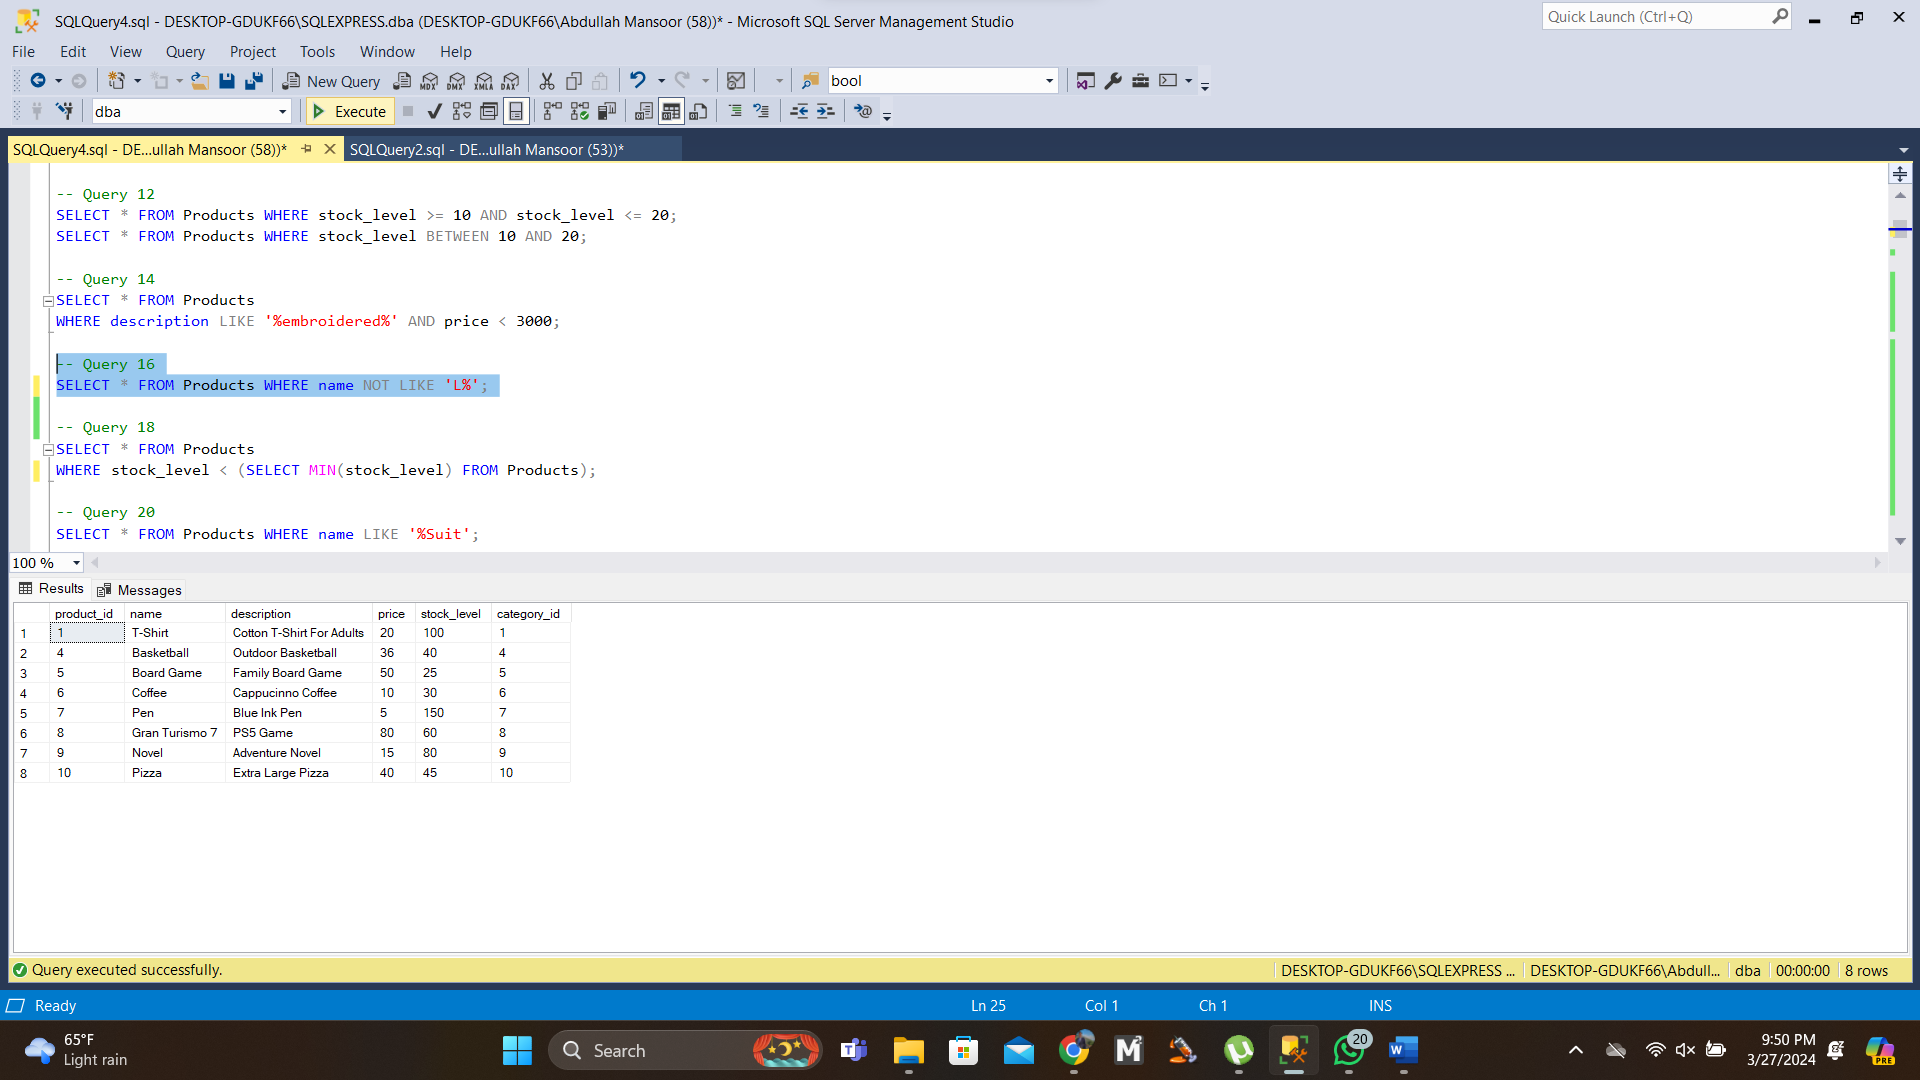 SQLQuery4.sql - DESKTOP-GDUKF66\SQLEXPRESS.dba (DESKTOP-GDUKF66\Abdullah Mansoor (58))* - Microsoft SQL Server Management Studio
Quick Launch (Ctrl+Q)
File Edit View Query Project Tools Window Help
New Query MDX DMX XMLA DAX bool
dba Execute
SQLQuery4.sql - DE...ullah Mansoor (58))* SQLQuery2.sql - DE...ullah Mansoor (53))*
-- Query 12
SELECT * FROM Products WHERE stock_level >= 10 AND stock_level <= 20;
SELECT * FROM Products WHERE stock_level BETWEEN 10 AND 20;
-- Query 14
SELECT * FROM Products
WHERE description LIKE '%embroidered%' AND price < 3000;
-- Query 16
SELECT * FROM Products WHERE name NOT LIKE 'L%';
-- Query 18
SELECT * FROM Products
WHERE stock_level < (SELECT MIN(stock_level) FROM Products);
-- Query 20
SELECT * FROM Products WHERE name LIKE '%Suit';
100 %
Results Messages
product_id name description price stock_level category_id
1 1 T-Shirt Cotton T-Shirt For Adults 20 100 1
2 4 Basketball Outdoor Basketball 36 40 4
3 5 Board Game Family Board Game 50 25 5
4 6 Coffee Cappucinno Coffee 10 30 6
5 7 Pen Blue Ink Pen 5 150 7
6 8 Gran Turismo 7 PS5 Game 80 60 8
7 9 Novel Adventure Novel 15 80 9
8 10 Pizza Extra Large Pizza 40 45 10
Query executed successfully. DESKTOP-GDUKF66\SQLEXPRESS ... DESKTOP-GDUKF66\Abdull... dba 00:00:00 8 rows
Ready Ln 25 Col 1 Ch 1 INS
65°F
Light rain
Search
20
9:50 PM
3/27/2024
PRE